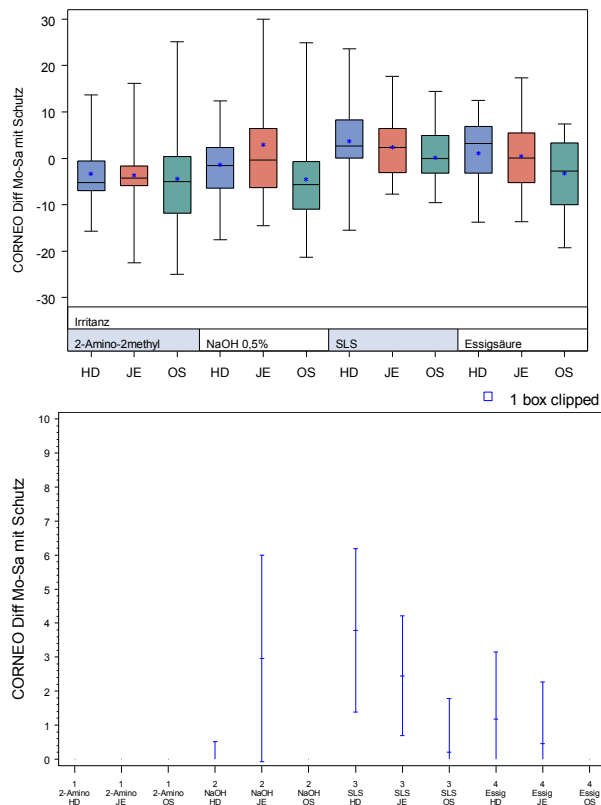 CORNEO Diff Mo-Sa mit Schutz
30
20
10
0
-10
-20
-30
Irritanz
2-Amino-2methyl NaOH 0,5% SLS Essigsäure
HD JE OS HD JE OS HD JE OS HD JE OS
1 box clipped
CORNEO Diff Mo-Sa mit Schutz
10
9
8
7
6
5
4
3
2
1
0
1 1 1 2 2 2 3 3 3 4 4 4
2-Amino 2-Amino 2-Amino NaOH NaOH NaOH SLS SLS SLS Essig Essig Essig
HD JE OS HD JE OS HD JE OS HD JE OS